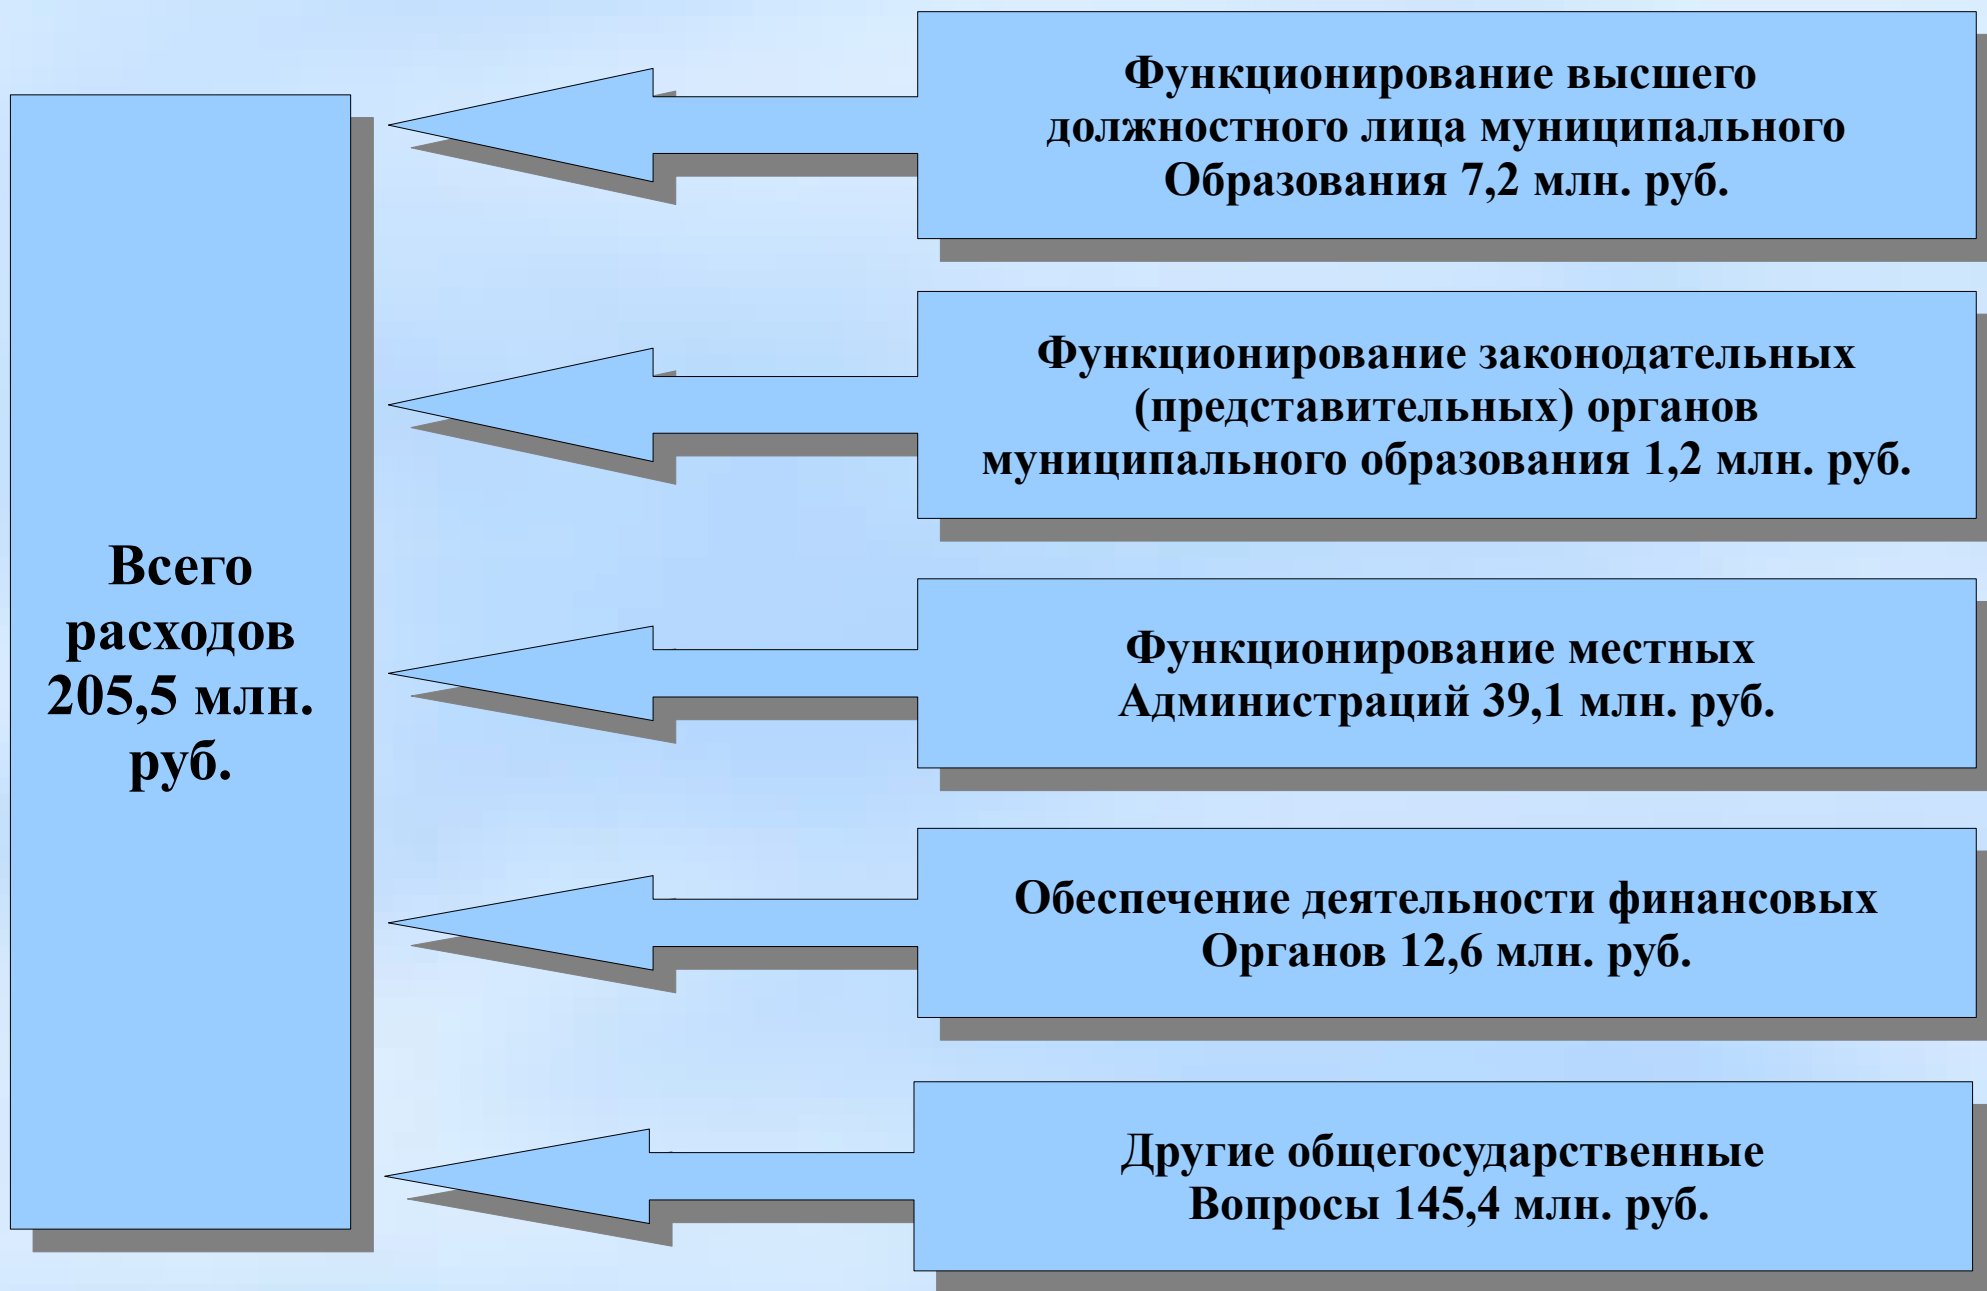 Всего
расходов
205,5 млн.
руб.
Функционирование высшего
должностного лица муниципального
Образования 7,2 млн. руб.
Функционирование законодательных
(представительных) органов
муниципального образования 1,2 млн. руб.
Функционирование местных
Администраций 39,1 млн. руб.
Обеспечение деятельности финансовых
Органов 12,6 млн. руб.
Другие общегосударственные
Вопросы 145,4 млн. руб.